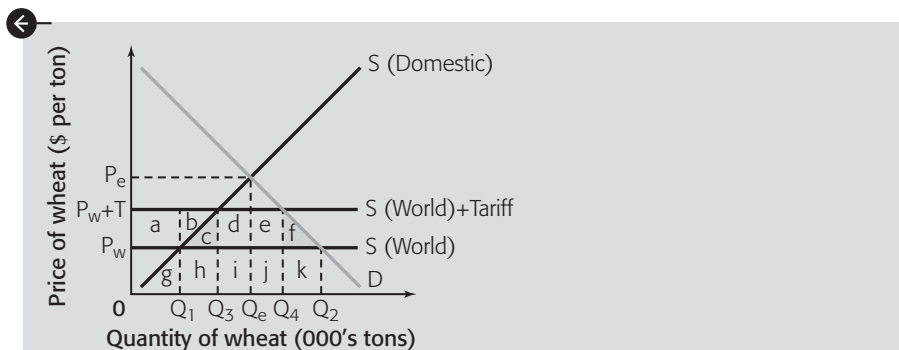 Price of wheat ($ per ton)
S (Domestic)
Pe
Pw+T
S (World)+Tariff
a b c d e f
Pw
S (World)
g h i j k
D
0
Q1 Q3 Qe Q4 Q2
Quantity of wheat (000's tons)